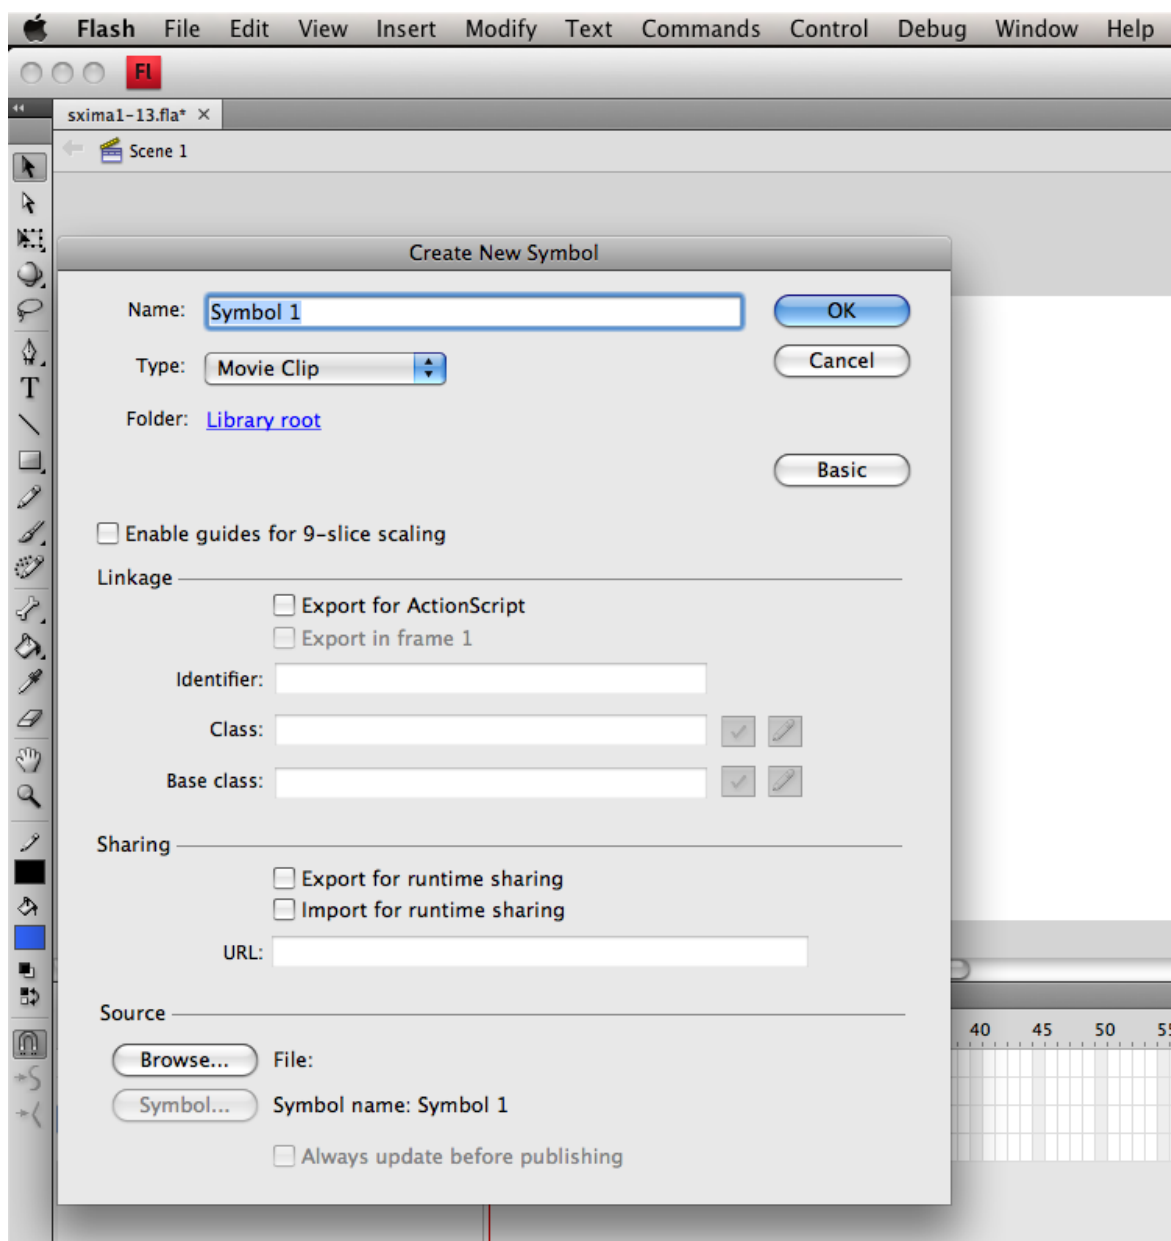 Flash File Edit View Insert Modify Text Commands Control Debug Window Help
Fl
sxima1-13.fla*
Scene 1
Create New Symbol
Name: Symbol 1
OK
Type: Movie Clip
Cancel
Folder: Library root
Basic
Enable guides for 9-slice scaling
Linkage
Export for ActionScript
Export in frame 1
Identifier:
Class:
Base class:
Sharing
Export for runtime sharing
Import for runtime sharing
URL:
Source
40 45 50
Browse... File:
Symbol... Symbol name: Symbol 1
Always update before publishing